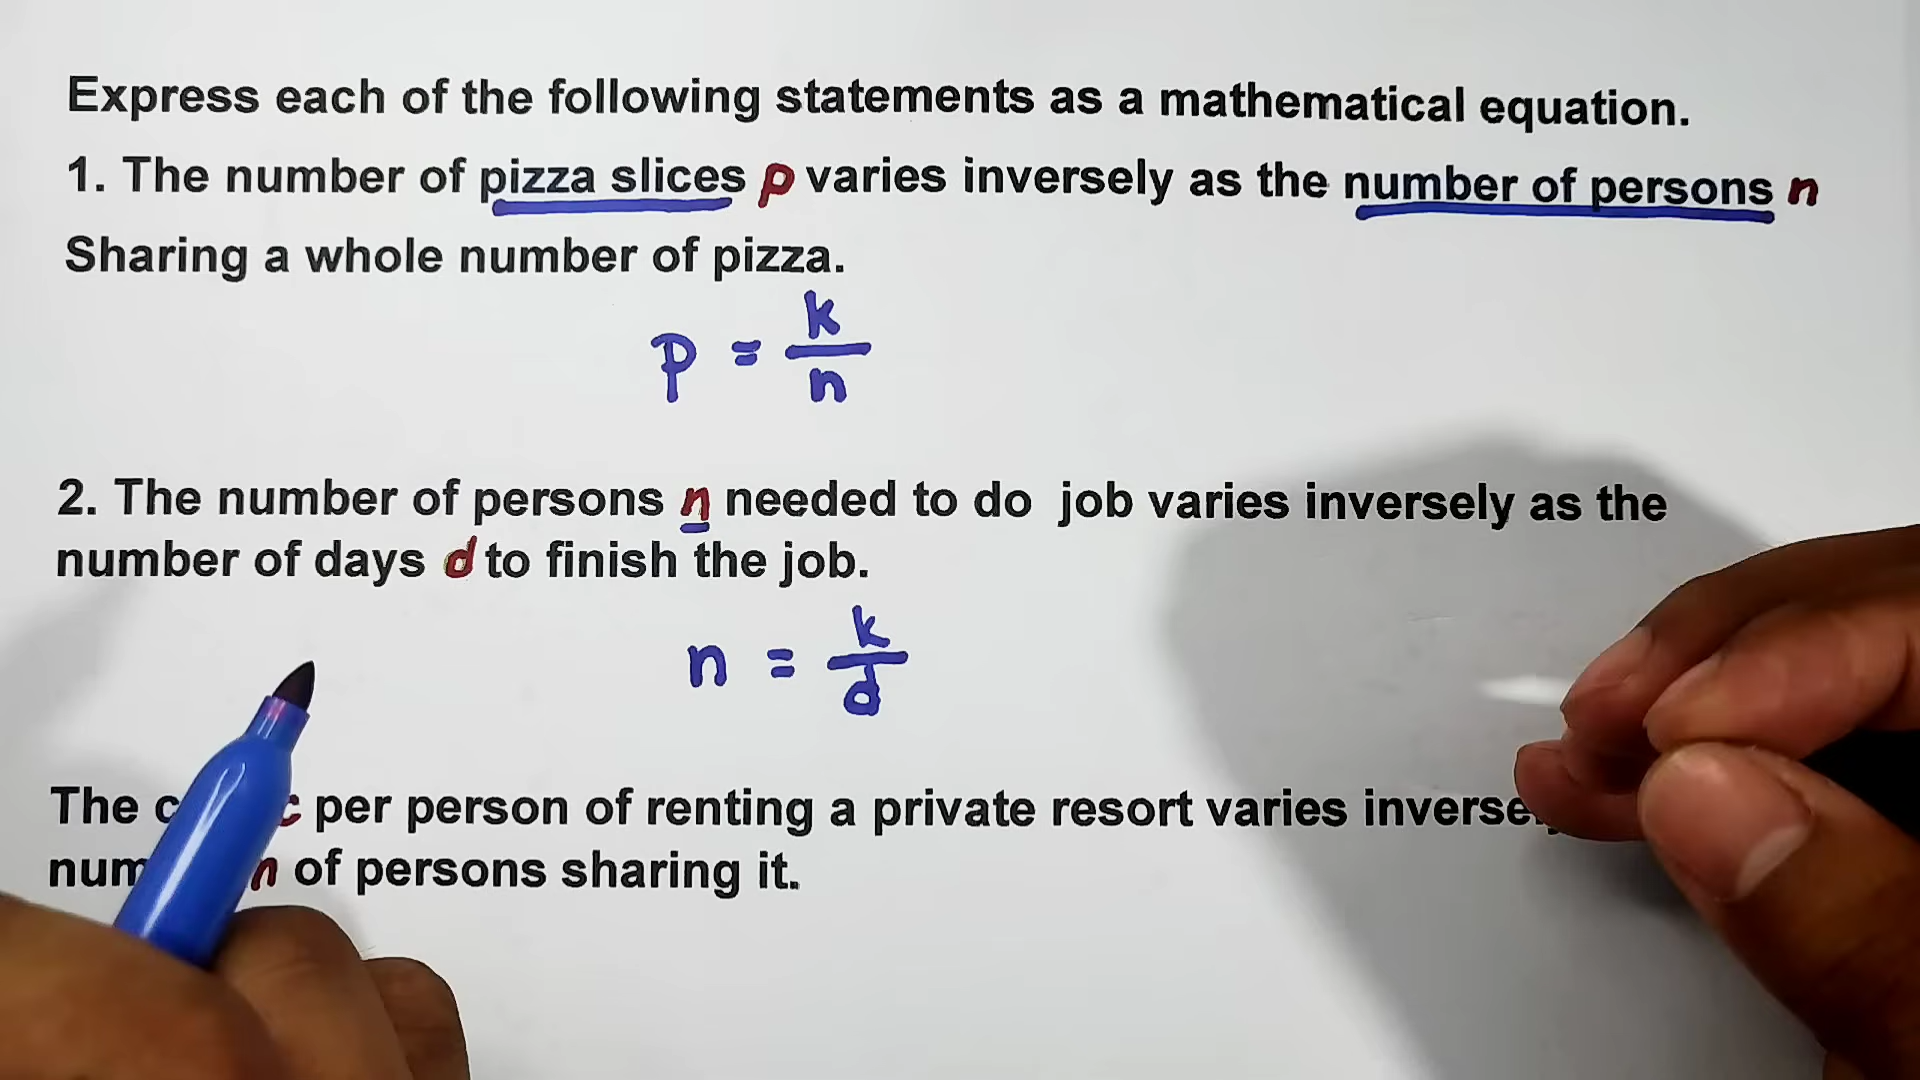 Express each of the following statements as a mathematical equation.
1. The number of pizza slices p varies inversely as the number of persons n
Sharing a whole number of pizza.
p = k/n
2. The number of persons n needed to do job varies inversely as the
number of days d to finish the job.
n = k/d
The c per person of renting a private resort varies
n of persons sharing it.